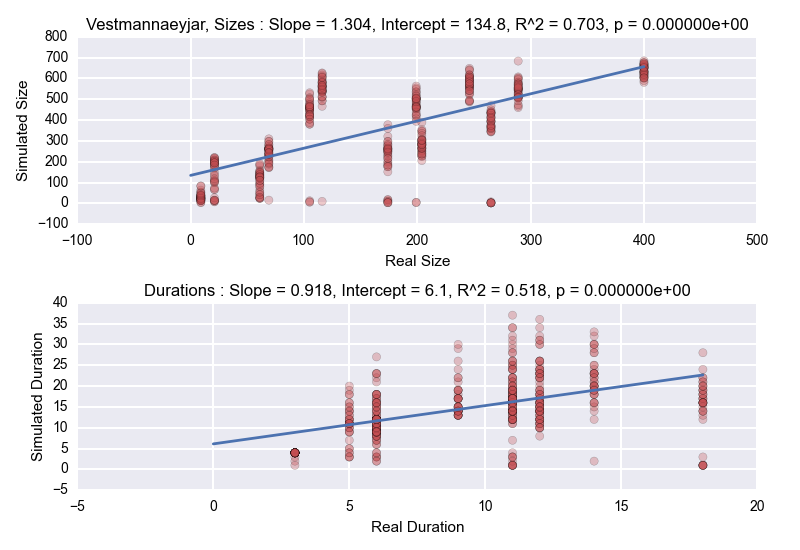 Vestmannaeyjar, Sizes : Slope = 1.304, Intercept = 134.8, R^2 = 0.703, p = 0.000000e+00
800
700
600
500
400
300
200
100
0
−100
Simulated Size
−100 0 100 200 300 400 500
Real Size
Durations : Slope = 0.918, Intercept = 6.1, R^2 = 0.518, p = 0.000000e+00
40
35
30
25
20
15
10
5
0
−5
Simulated Duration
−5 0 5 10 15 20
Real Duration